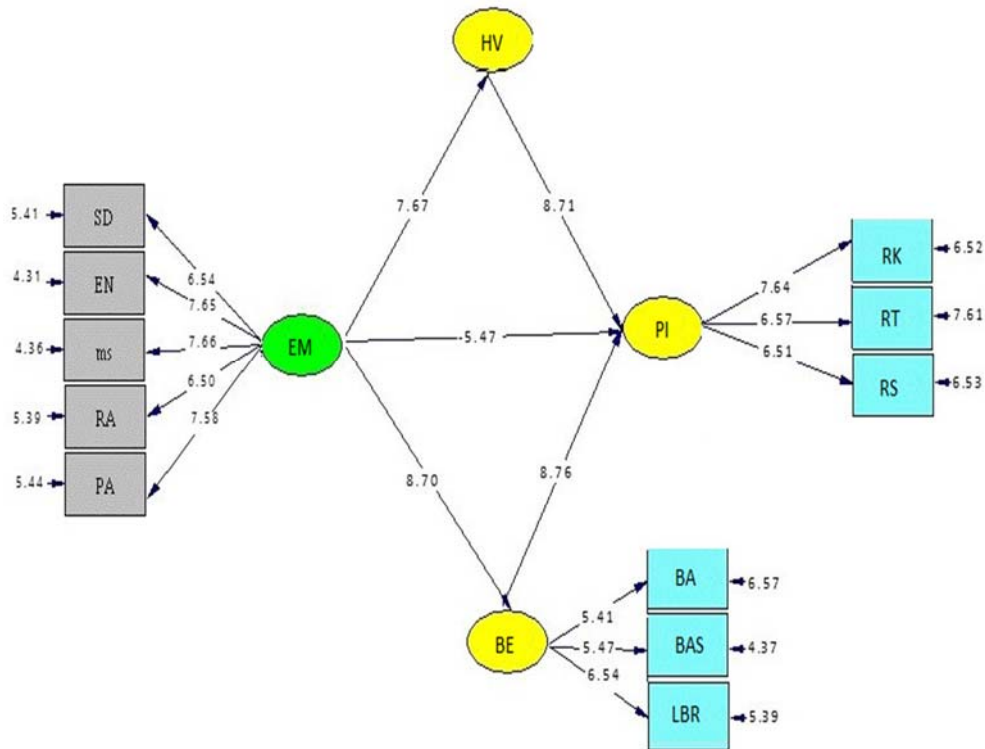 HV
7.67
8.71
5.41
SD
6.54
4.31
EN
7.65
4.36
ms
7.66
5.39
RA
6.50
5.44
PA
7.58
EM
5.47
PI
7.64
RK
6.52
6.57
RT
7.61
6.51
RS
6.53
8.70
8.76
BE
5.41
BA
6.57
5.47
BAS
4.37
6.54
LBR
5.39